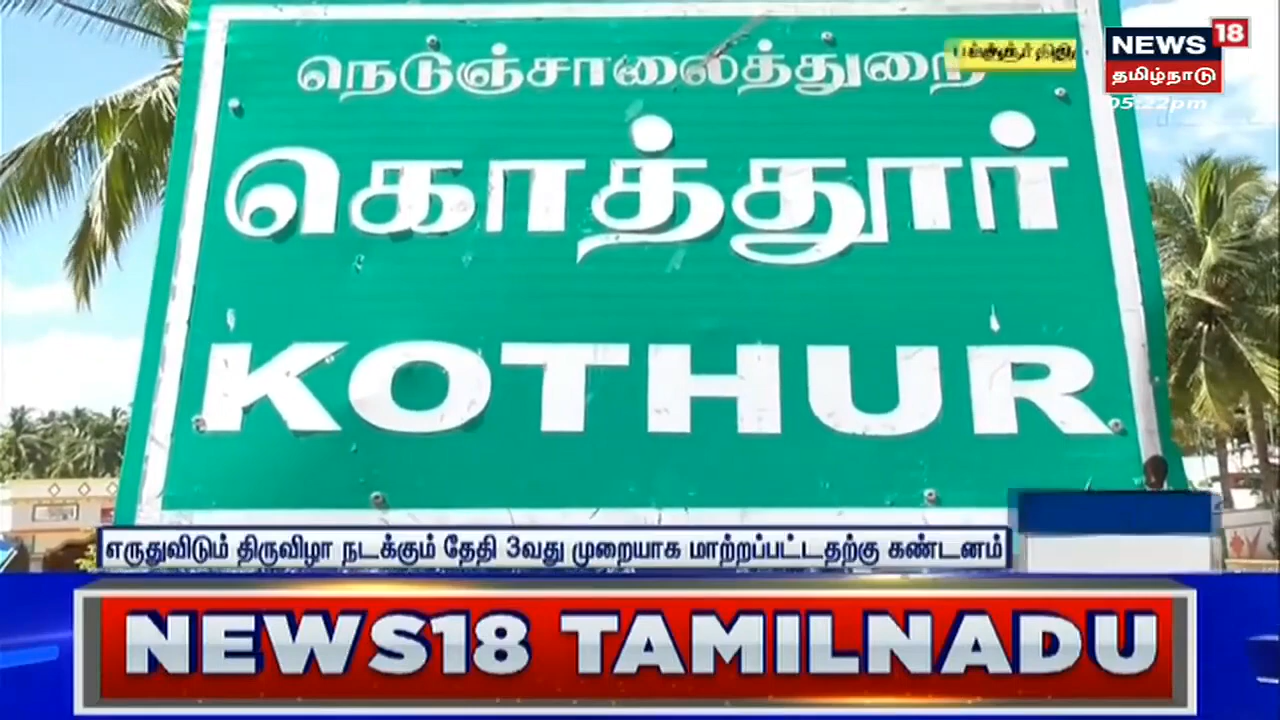 நெடுஞ்சாலைத்துறை
NEWS 18
தமிழ்நாடு
05:22pm
கொத்தூர்
KOTHUR
எருதுவிடும் திருவிழா நடக்கும் தேதி 3வது முறையாக மாற்றப்பட்டதற்கு கண்டனம்
NEWS18 TAMILNADU